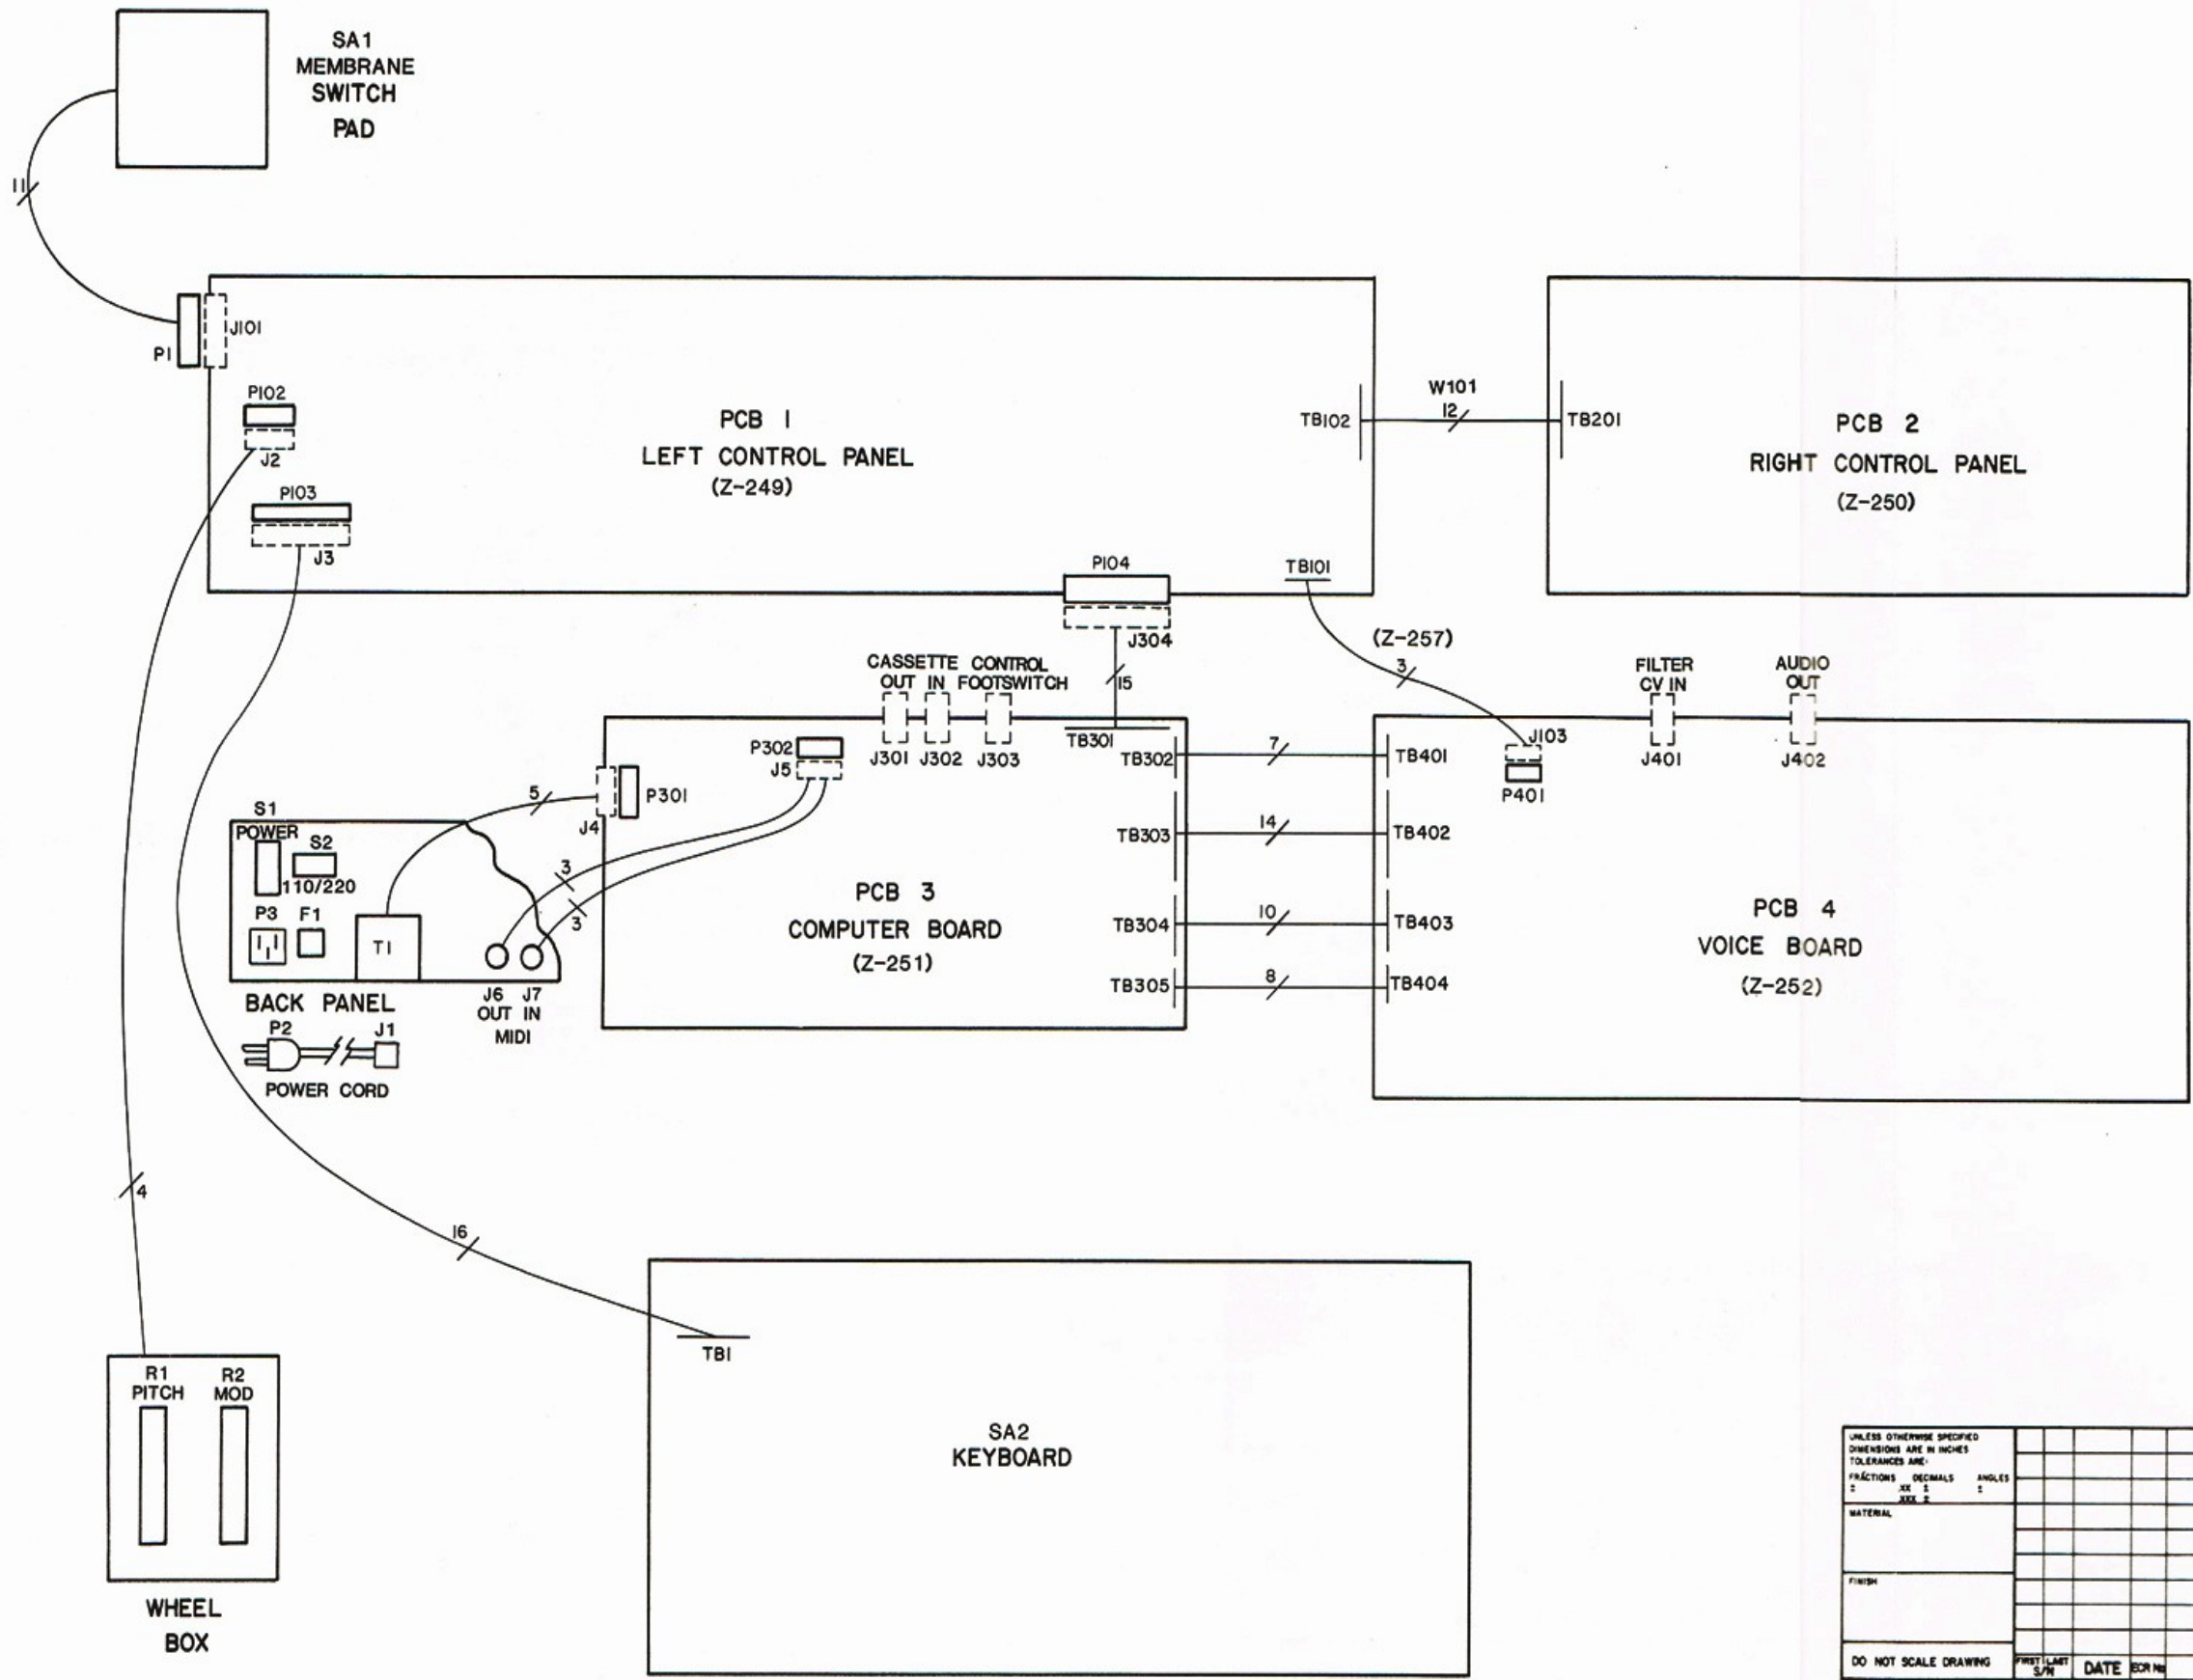 SA1
MEMBRANE
SWITCH
PAD
11
P1
J101
P102
J2
P103
J3
PCB 1
LEFT CONTROL PANEL
(Z-249)
TB102
W101
12
TB201
PCB 2
RIGHT CONTROL PANEL
(Z-250)
P104
J304
TB101
(Z-257)
3
15
CASSETTE CONTROL
OUT IN FOOTSWITCH
J301 J302 J303
TB301
FILTER
CV IN
J401
AUDIO
OUT
J402
P302
J5
P301
J4
5
TB302
7
TB401
J103
P401
TB303
14
TB402
TB304
10
TB403
TB305
8
TB404
PCB 3
COMPUTER BOARD
(Z-251)
PCB 4
VOICE BOARD
(Z-252)
S1
POWER
S2
110/220
P3 F1
T1
3
3
J6 J7
OUT IN
MIDI
BACK PANEL
P2 J1
POWER CORD
4
16
TB1
SA2
KEYBOARD
R1
PITCH
R2
MOD
WHEEL
BOX
UNLESS OTHERWISE SPECIFIED
DIMENSIONS ARE IN INCHES
TOLERANCES ARE:
FRACTIONS DECIMALS ANGLES
± .XX ± ±
.XXX ±
MATERIAL
FINISH
DO NOT SCALE DRAWING
FIRST LAST
S/N
DATE
ECR No